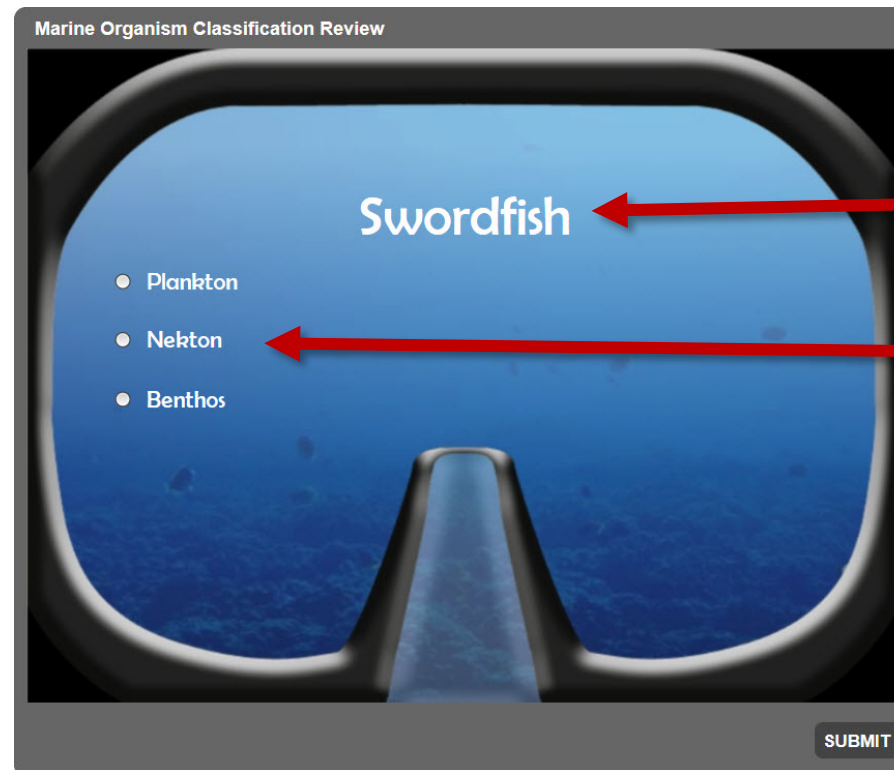 Marine Organism Classification Review
Swordfish
Plankton
Nekton
Benthos
SUBMIT